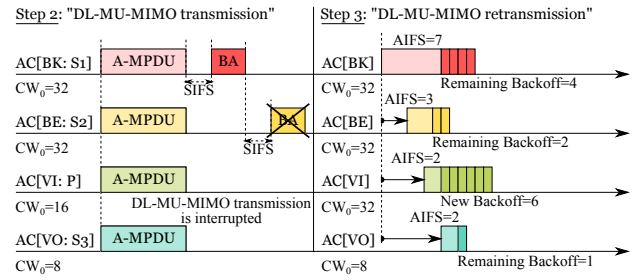 Step 2: "DL-MU-MIMO transmission"
Step 3: "DL-MU-MIMO retransmission"
AC[BK: S1]
A-MPDU
BA
SIFS
CW₀=32
AC[BE: S2]
A-MPDU
BA
SIFS
CW₀=32
AC[VI: P]
A-MPDU
CW₀=16
DL-MU-MIMO transmission
is interrupted
AC[VO: S3]
A-MPDU
CW₀=8
AIFS=7
AC[BK]
CW₀=32
Remaining Backoff=4
AIFS=3
AC[BE]
CW₀=32
Remaining Backoff=2
AIFS=2
AC[VI]
CW₀=32
New Backoff=6
AIFS=2
AC[VO]
CW₀=8
Remaining Backoff=1